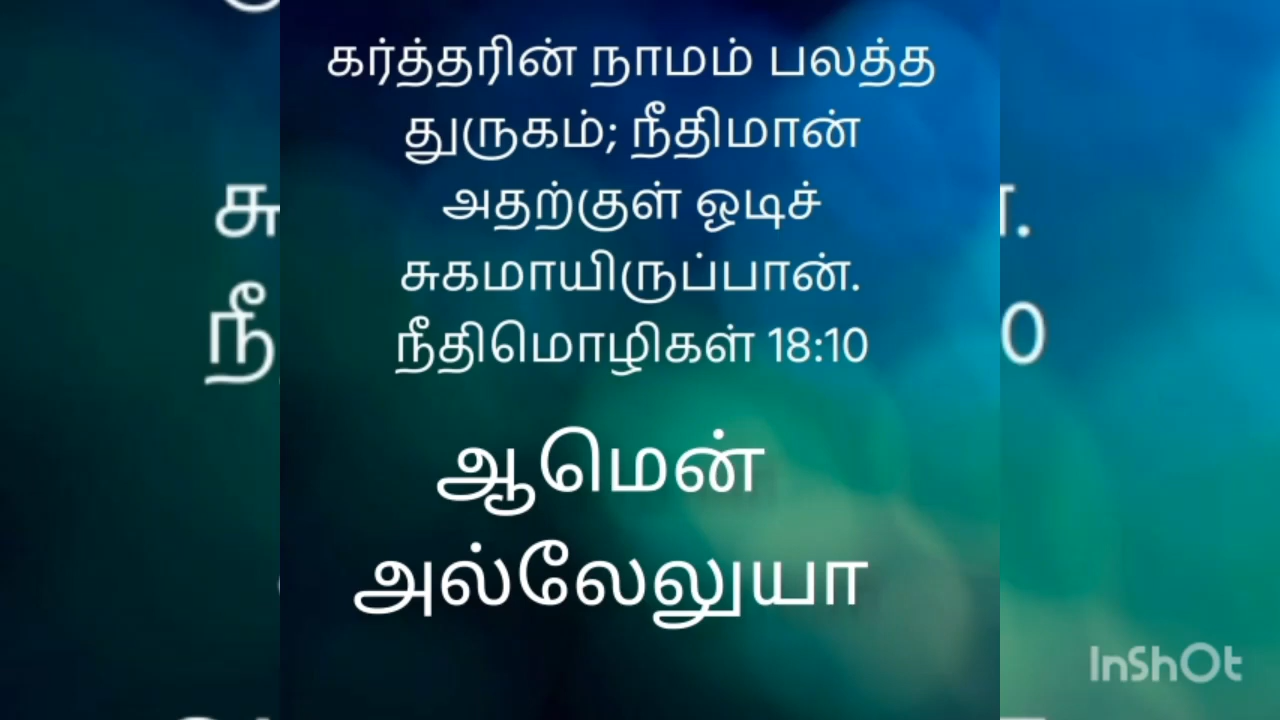 கர்த்தரின் நாமம் பலத்த
துருகம்; நீதிமான்
அதற்குள் ஓடிச்
சுகமாயிருப்பான்.
நீதிமொழிகள் 18:10
ஆமென்
அல்லேலுயா
InShOt